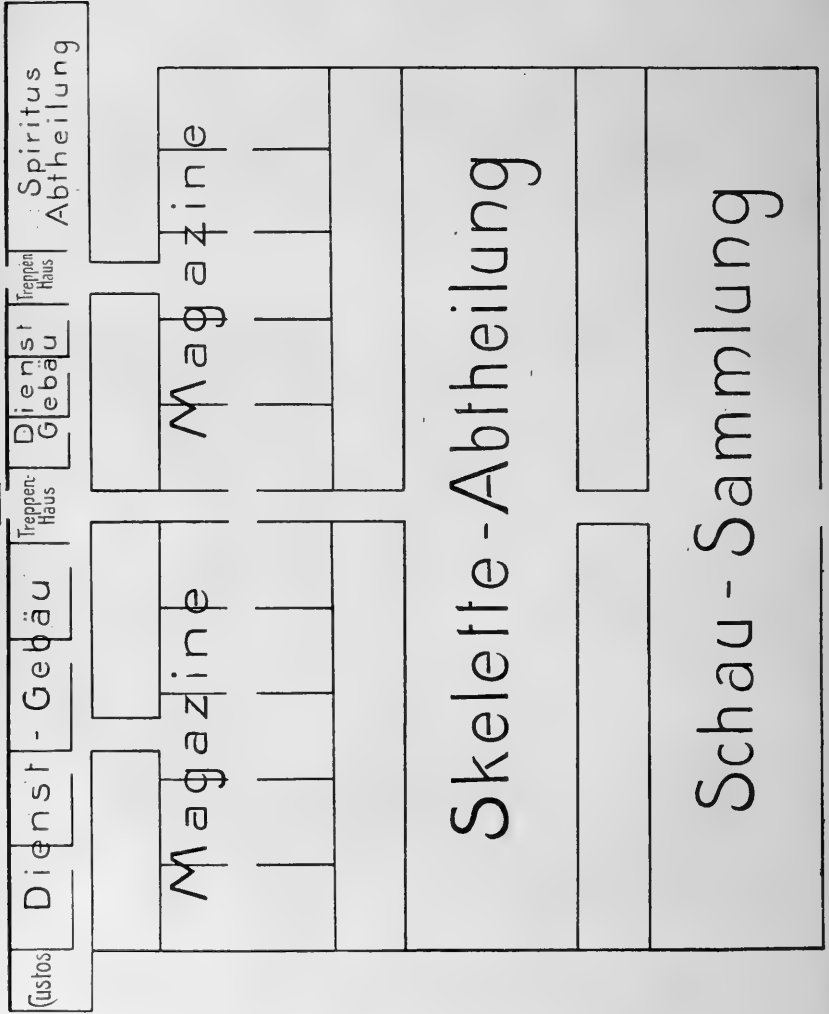 Custos
Dienst-Gebäu
Treppen-
Haus
Dienst
Gebäu
Treppen
Haus
Spiritus
Abtheilung
Magazine
Magazine
Skelette-Abtheilung
Schau-Sammlung